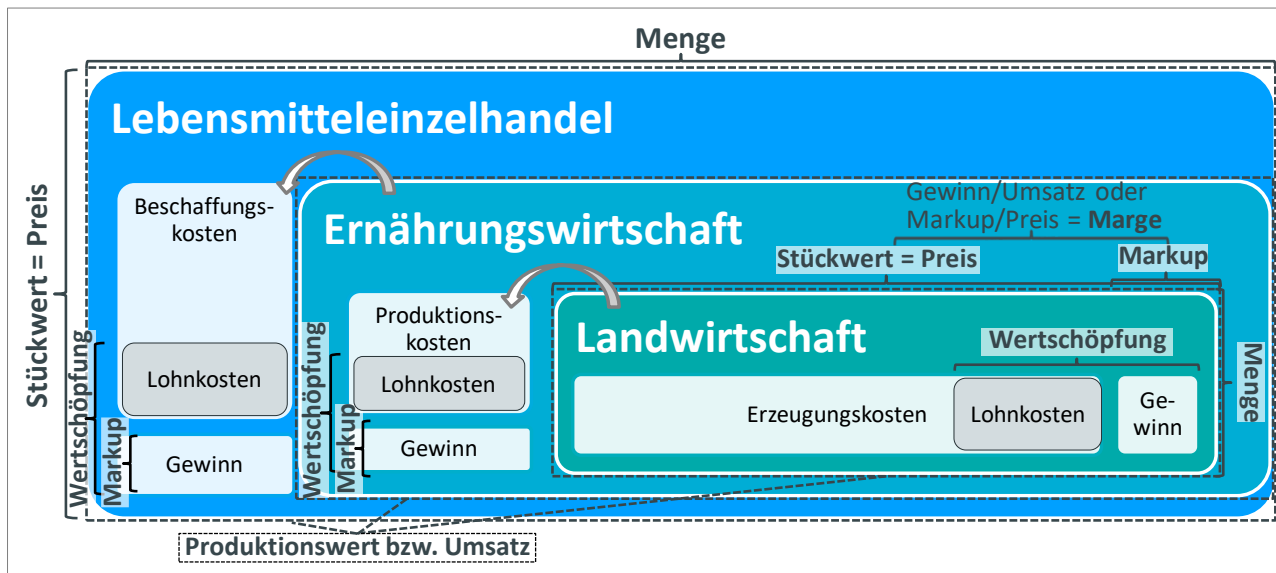 Menge
Lebensmitteleinzelhandel
Stückwert = Preis
Beschaffungs-
kosten
Lohnkosten
Gewinn
Wertschöpfung
Markup
Ernährungswirtschaft
Produktions-
kosten
Lohnkosten
Gewinn
Wertschöpfung
Markup
Gewinn/Umsatz oder
Markup/Preis = Marge
Stückwert = Preis
Markup
Landwirtschaft
Wertschöpfung
Erzeugungskosten
Lohnkosten
Ge-
winn
Menge
Produktionswert bzw. Umsatz